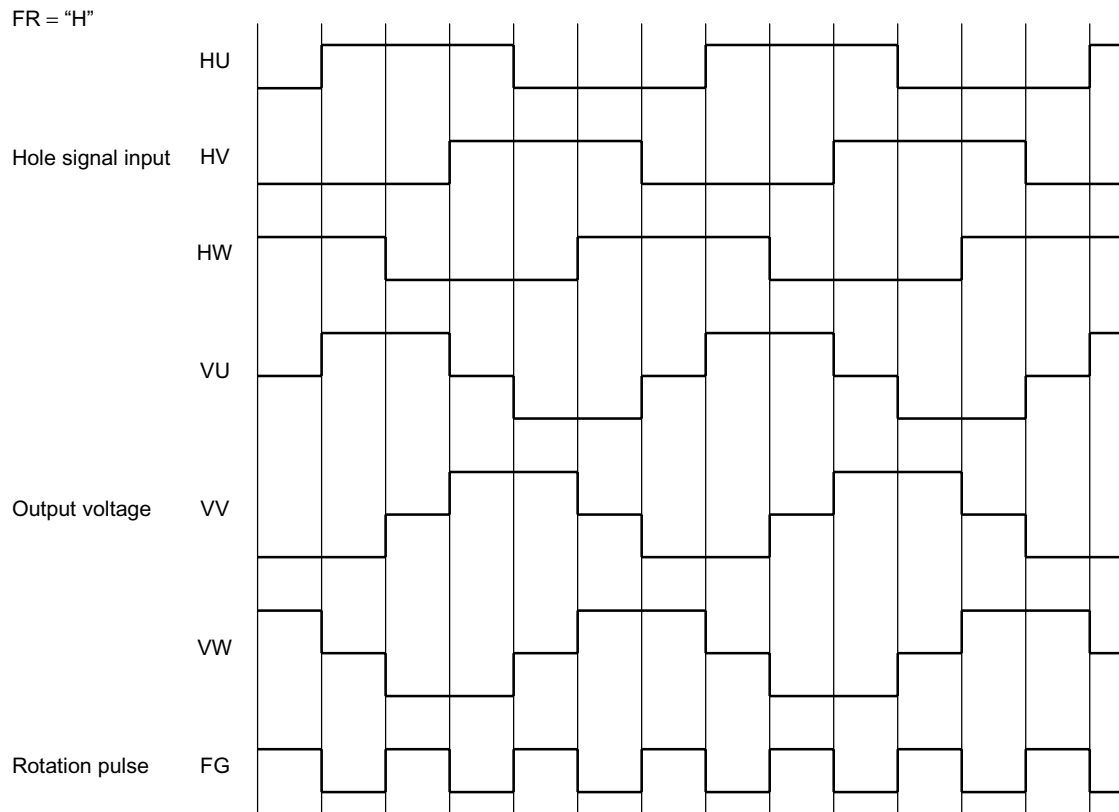 FR = “H”
HU
Hole signal input HV
HW
VU
Output voltage VV
VW
Rotation pulse FG